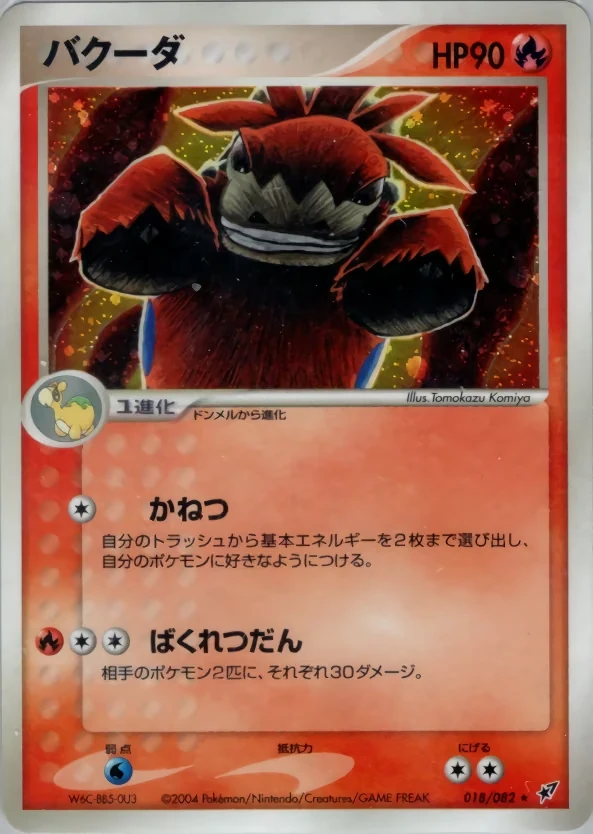 バクーダ HP90
Illus. Tomokazu Komiya
1進化 ドンメルから進化
かねつ
自分のトラッシュから基本エネルギーを2枚まで選び出し、
自分のポケモンに好きなようにつける。
ばくれつだん
相手のポケモン2匹に、それぞれ30ダメージ。
弱点 抵抗力 にげる
W6C-BB5-0U3 ©2004 Pokémon/Nintendo/Creatures/GAME FREAK 018/082 ★